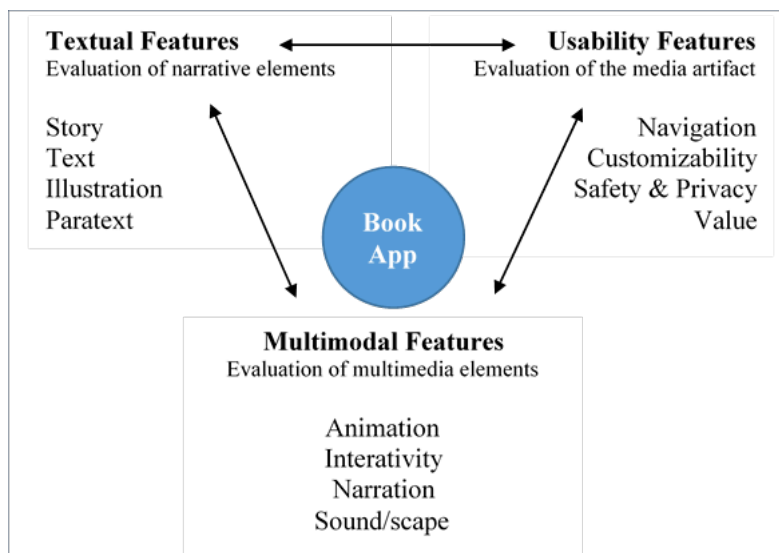 Textual Features
Evaluation of narrative elements
Story
Text
Illustration
Paratext
Usability Features
Evaluation of the media artifact
Navigation
Customizability
Safety & Privacy
Value
Book
App
Multimodal Features
Evaluation of multimedia elements
Animation
Interativity
Narration
Sound/scape